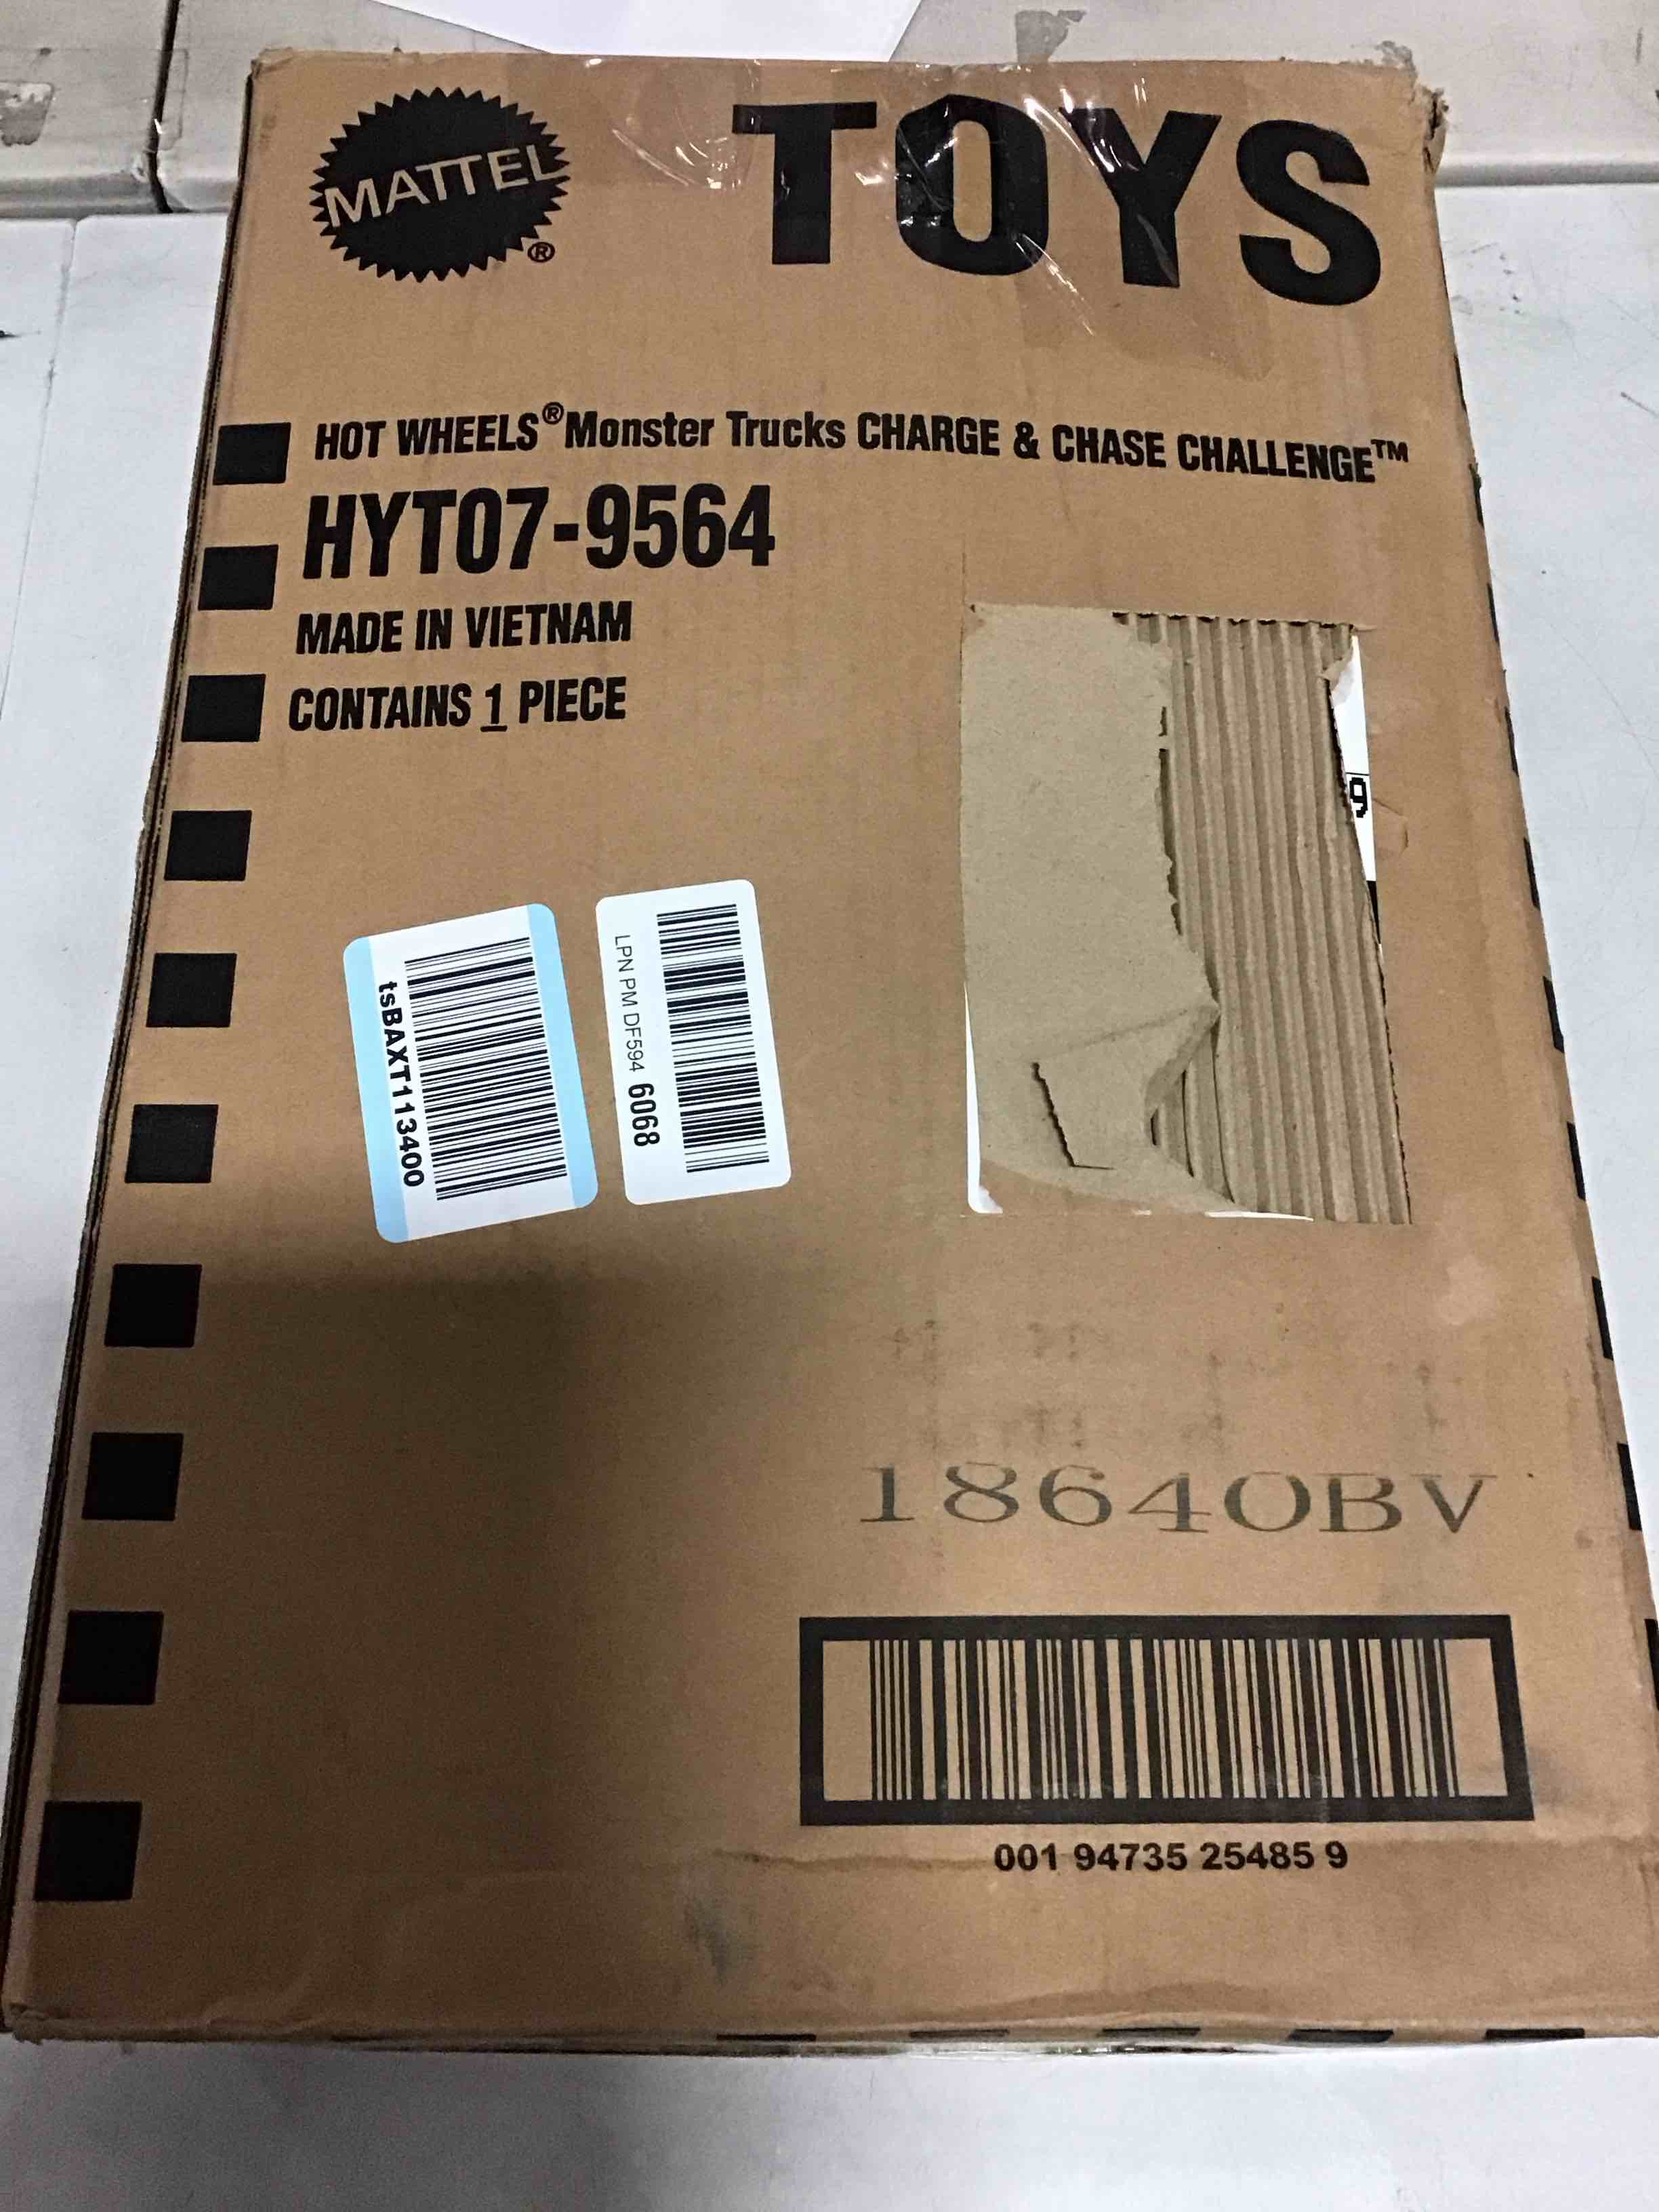 MATTEL®
TOYS
HOT WHEELS® Monster Trucks CHARGE & CHASE CHALLENGE™
HYT07-9564
MADE IN VIETNAM
CONTAINS 1 PIECE
6
tsBAXT113400
LPN PM DF594 6068
18640BV
001 94735 25485 9